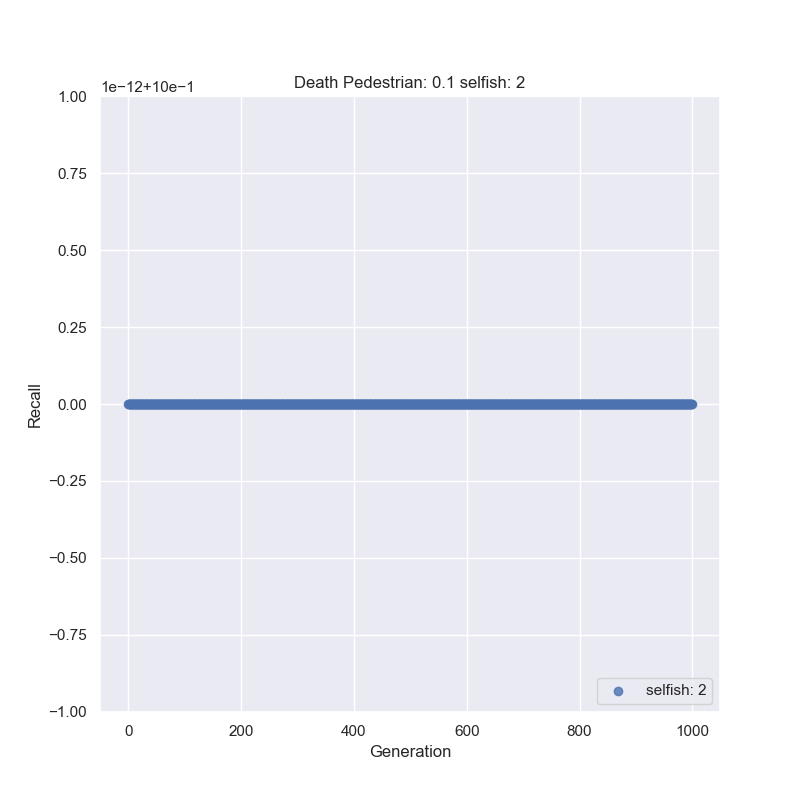 Death Pedestrian: 0.1 selfish: 2
1e−12+10e−1
1.00
0.75
0.50
0.25
0.00
−0.25
−0.50
−0.75
−1.00
Recall
selfish: 2
0 200 400 600 800 1000
Generation